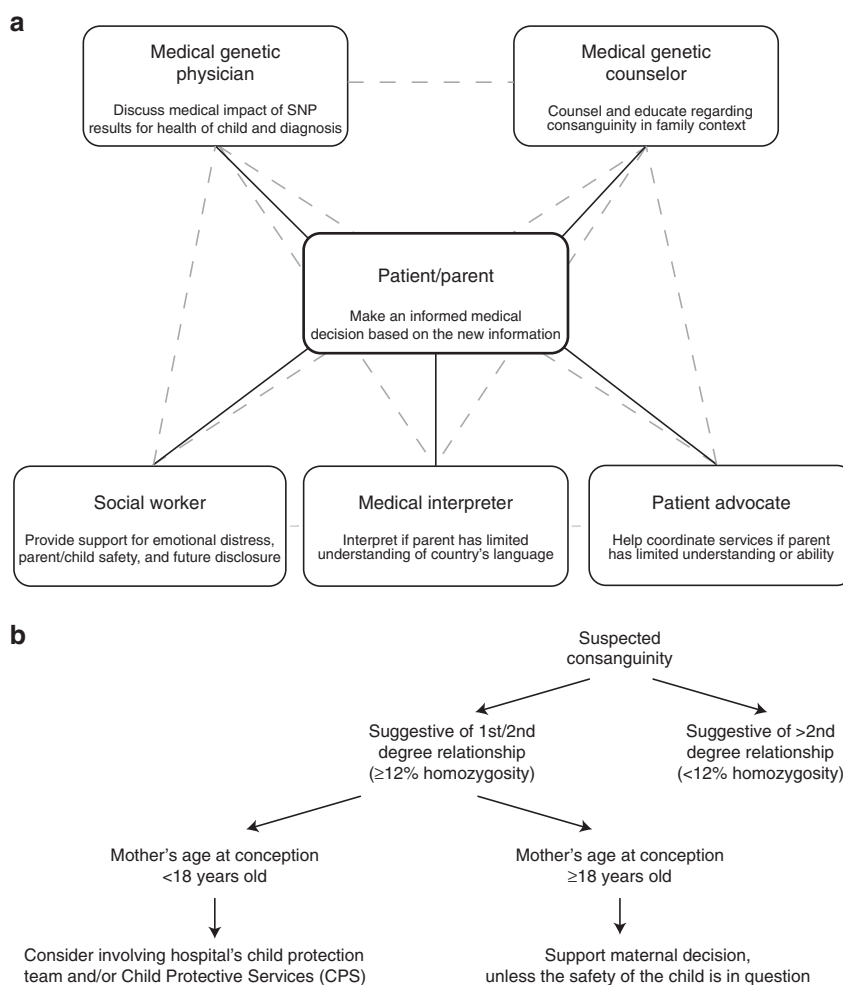 a
Medical genetic
physician
Discuss medical impact of SNP
results for health of child and diagnosis
Medical genetic
counselor
Counsel and educate regarding
consanguinity in family context
Patient/parent
Make an informed medical
decision based on the new information
Social worker
Provide support for emotional distress,
parent/child safety, and future disclosure
Medical interpreter
Interpret if parent has limited
understanding of country's language
Patient advocate
Help coordinate services if parent
has limited understanding or ability
b
Suspected
consanguinity
Suggestive of 1st/2nd
degree relationship
(≥12% homozygosity)
Suggestive of >2nd
degree relationship
(<12% homozygosity)
Mother's age at conception
<18 years old
Mother's age at conception
≥18 years old
Consider involving hospital's child protection
team and/or Child Protective Services (CPS)
Support maternal decision,
unless the safety of the child is in question